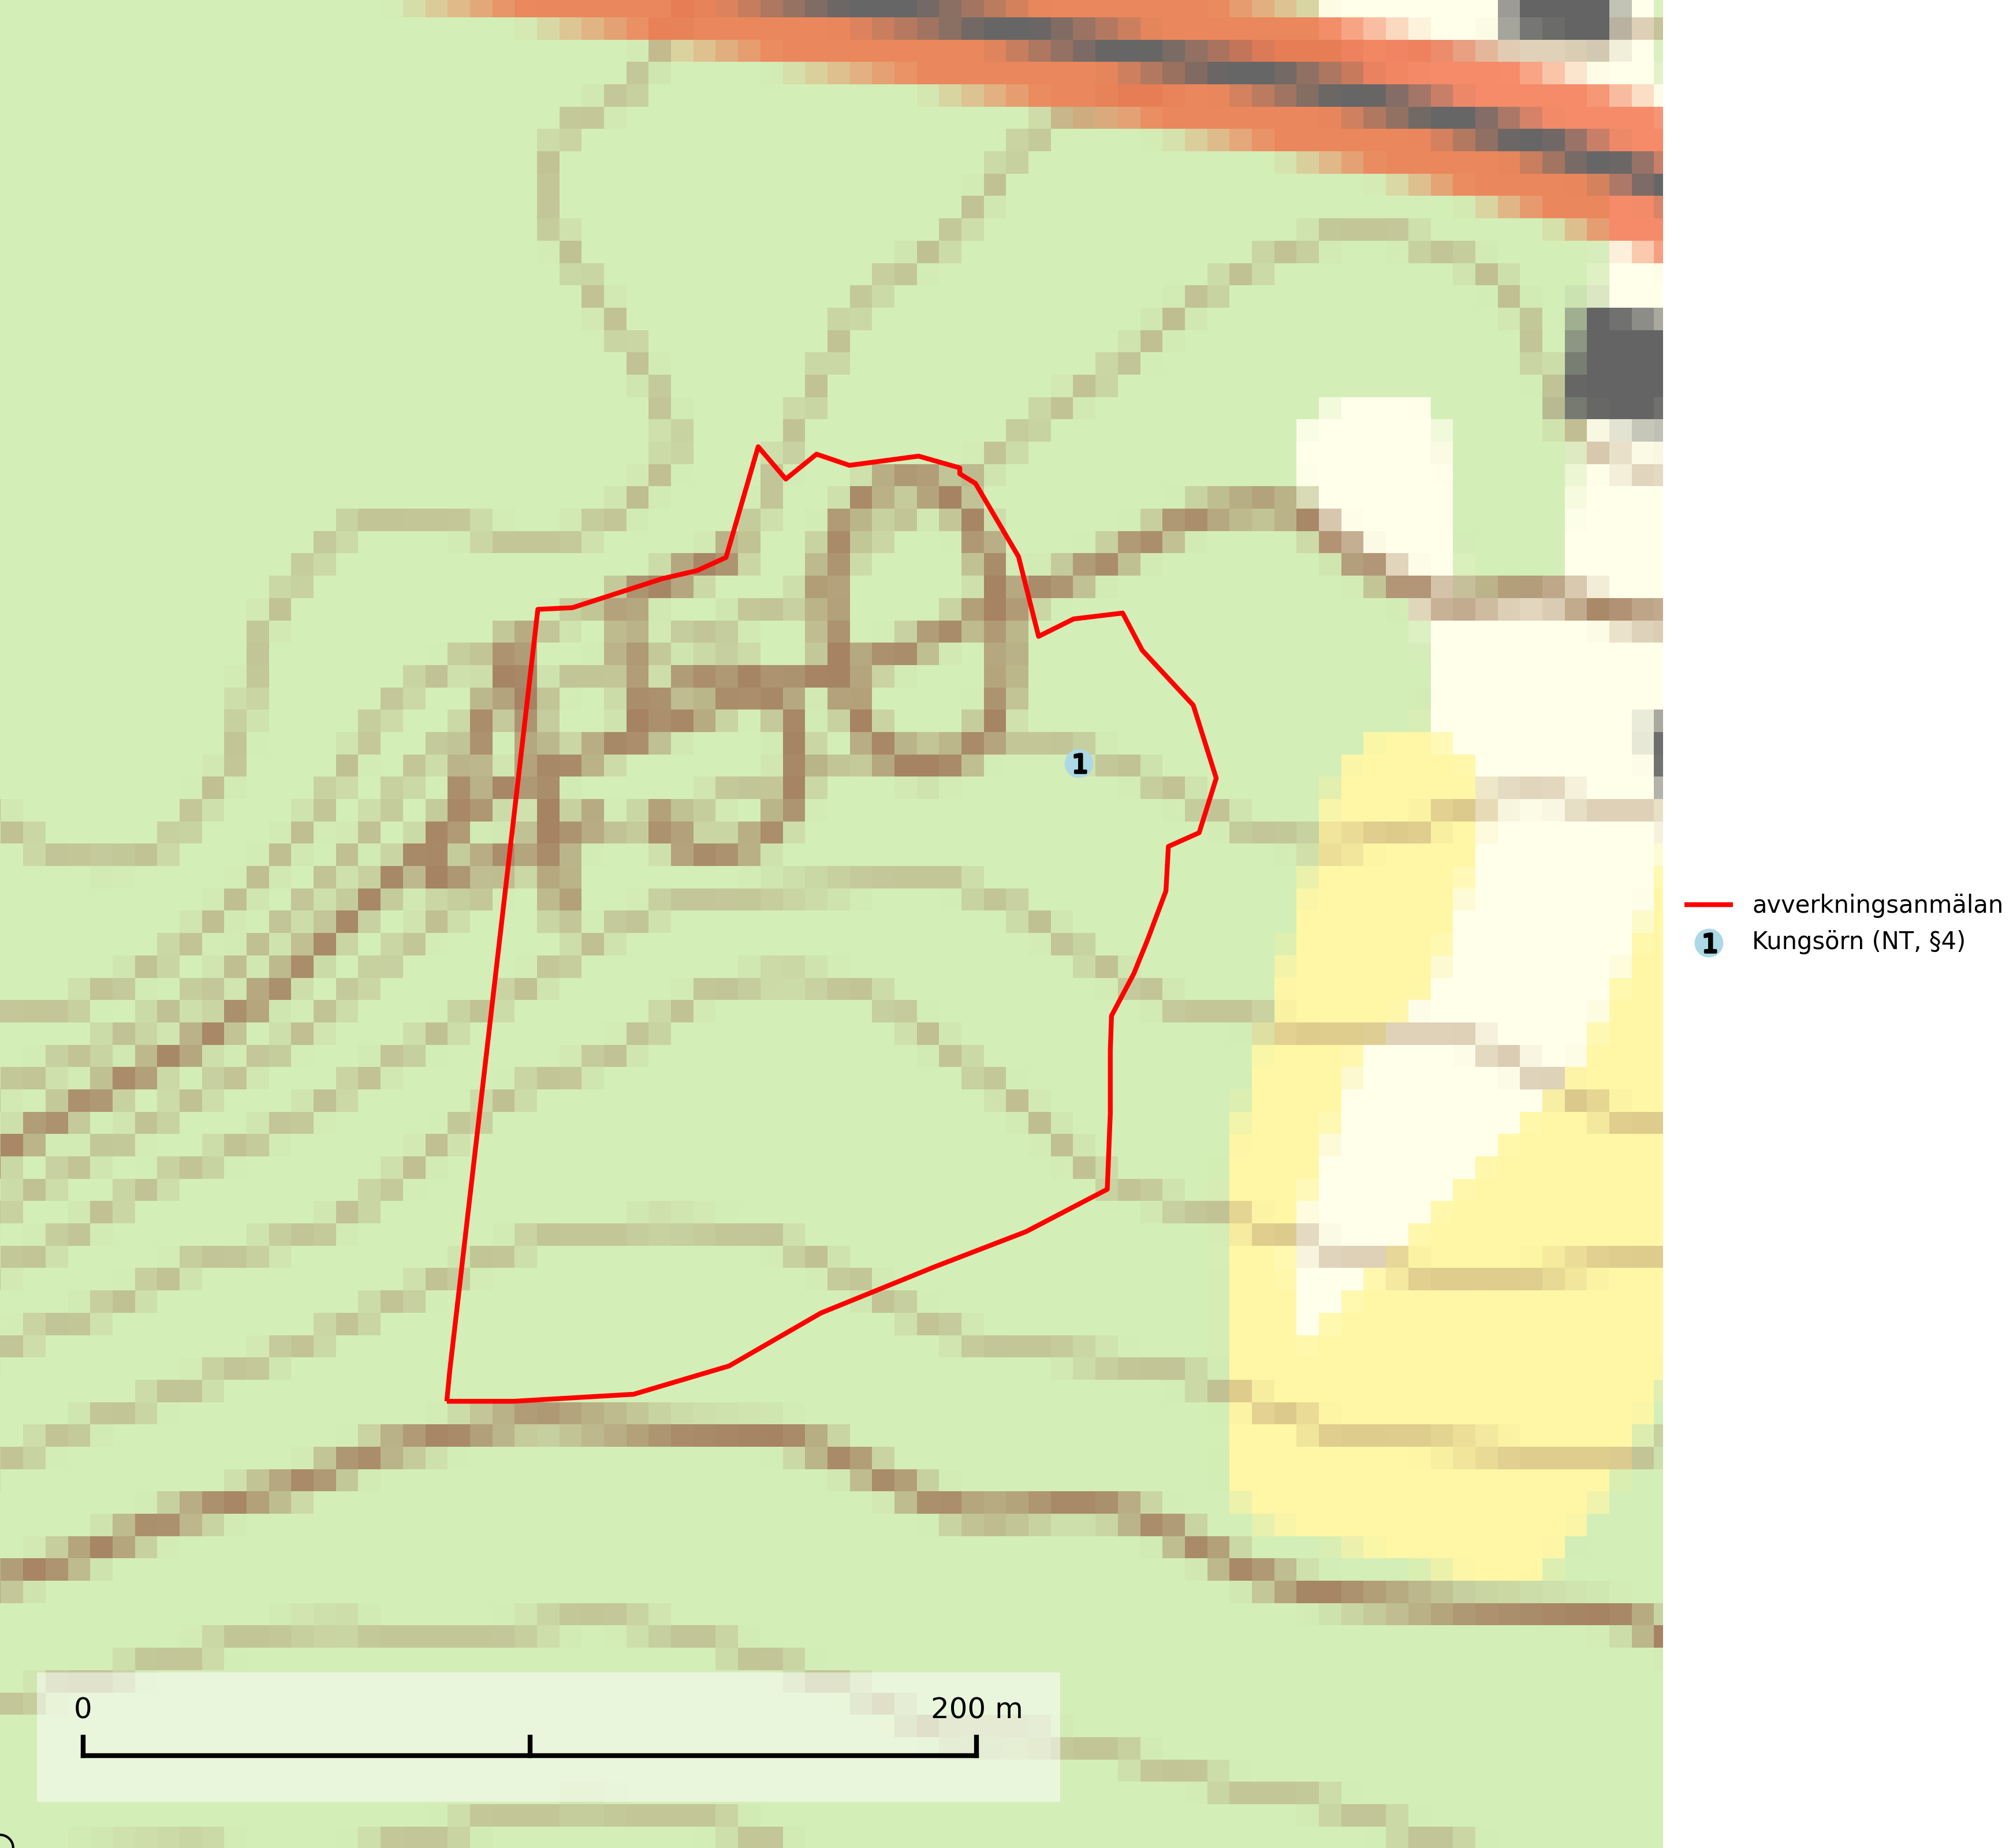 1
avverkningsanmälan
1 Kungsörn (NT, §4)
0 200 m